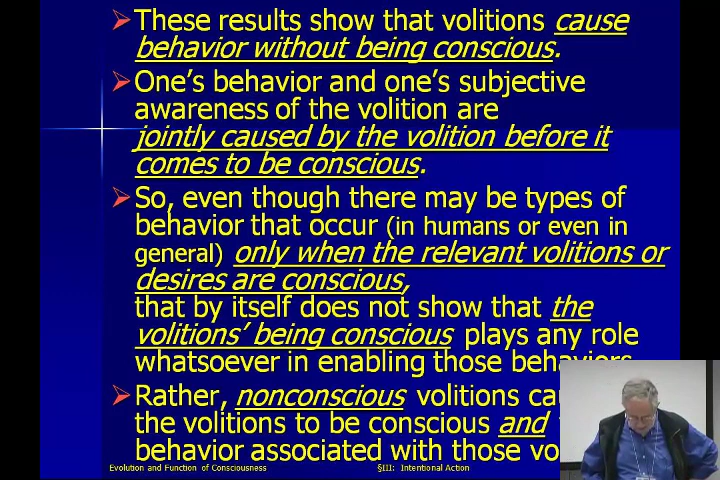 ➢These results show that volitions cause
behavior without being conscious.
➢One's behavior and one's subjective
awareness of the volition are
jointly caused by the volition before it
comes to be conscious.
➢So, even though there may be types of
behavior that occur (in humans or even in
general) only when the relevant volitions or
desires are conscious,
that by itself does not show that the
volitions' being conscious plays any role
whatsoever in enabling those behaviors
➢Rather, nonconscious volitions
the volitions to be conscious and
behavior associated with those
Evolution and Function of Consciousness
§III: Intentional Action